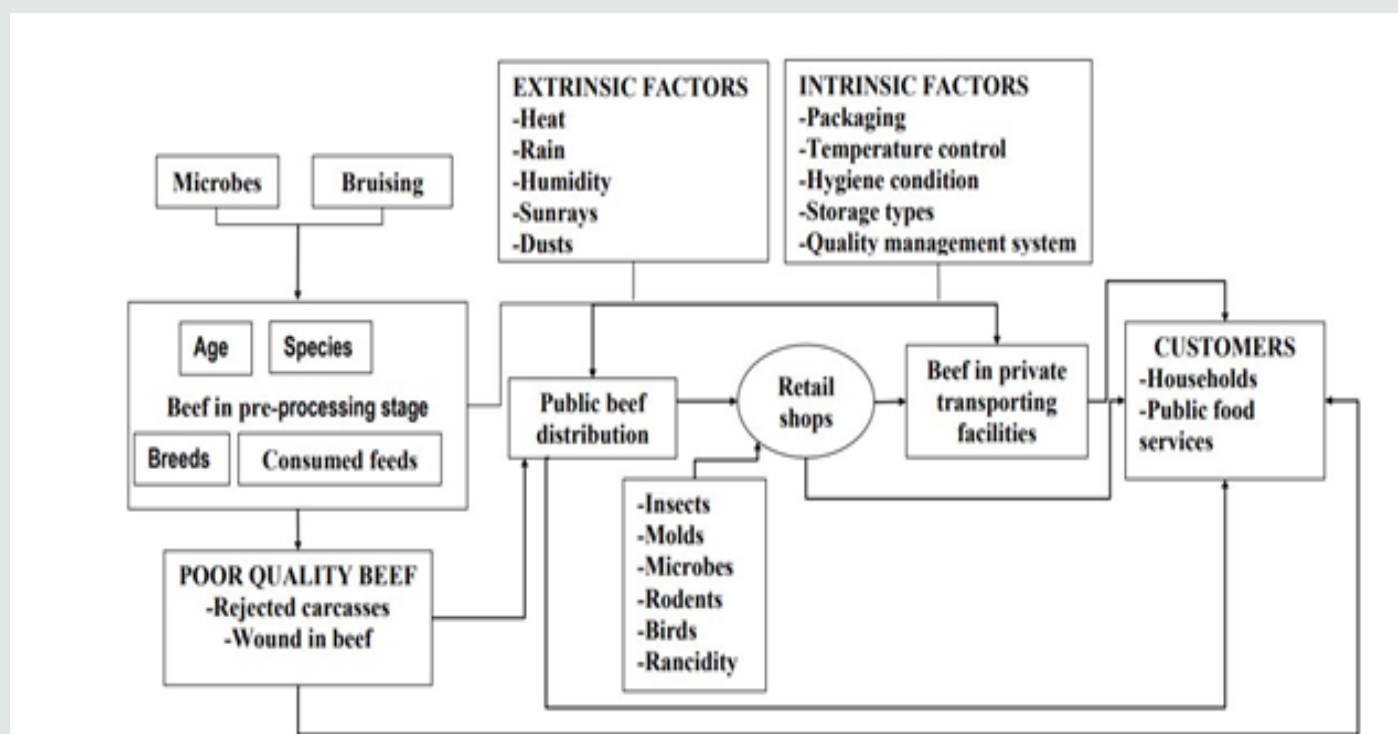 EXTRINSIC FACTORS
-Heat
-Rain
-Humidity
-Sunrays
-Dusts
INTRINSIC FACTORS
-Packaging
-Temperature control
-Hygiene condition
-Storage types
-Quality management system
Microbes
Bruising
Age
Species
Beef in pre-processing stage
Breeds
Consumed feeds
POOR QUALITY BEEF
-Rejected carcasses
-Wound in beef
Public beef
distribution
Retail
shops
-Insects
-Molds
-Microbes
-Rodents
-Birds
-Rancidity
Beef in private
transporting
facilities
CUSTOMERS
-Households
-Public food
services